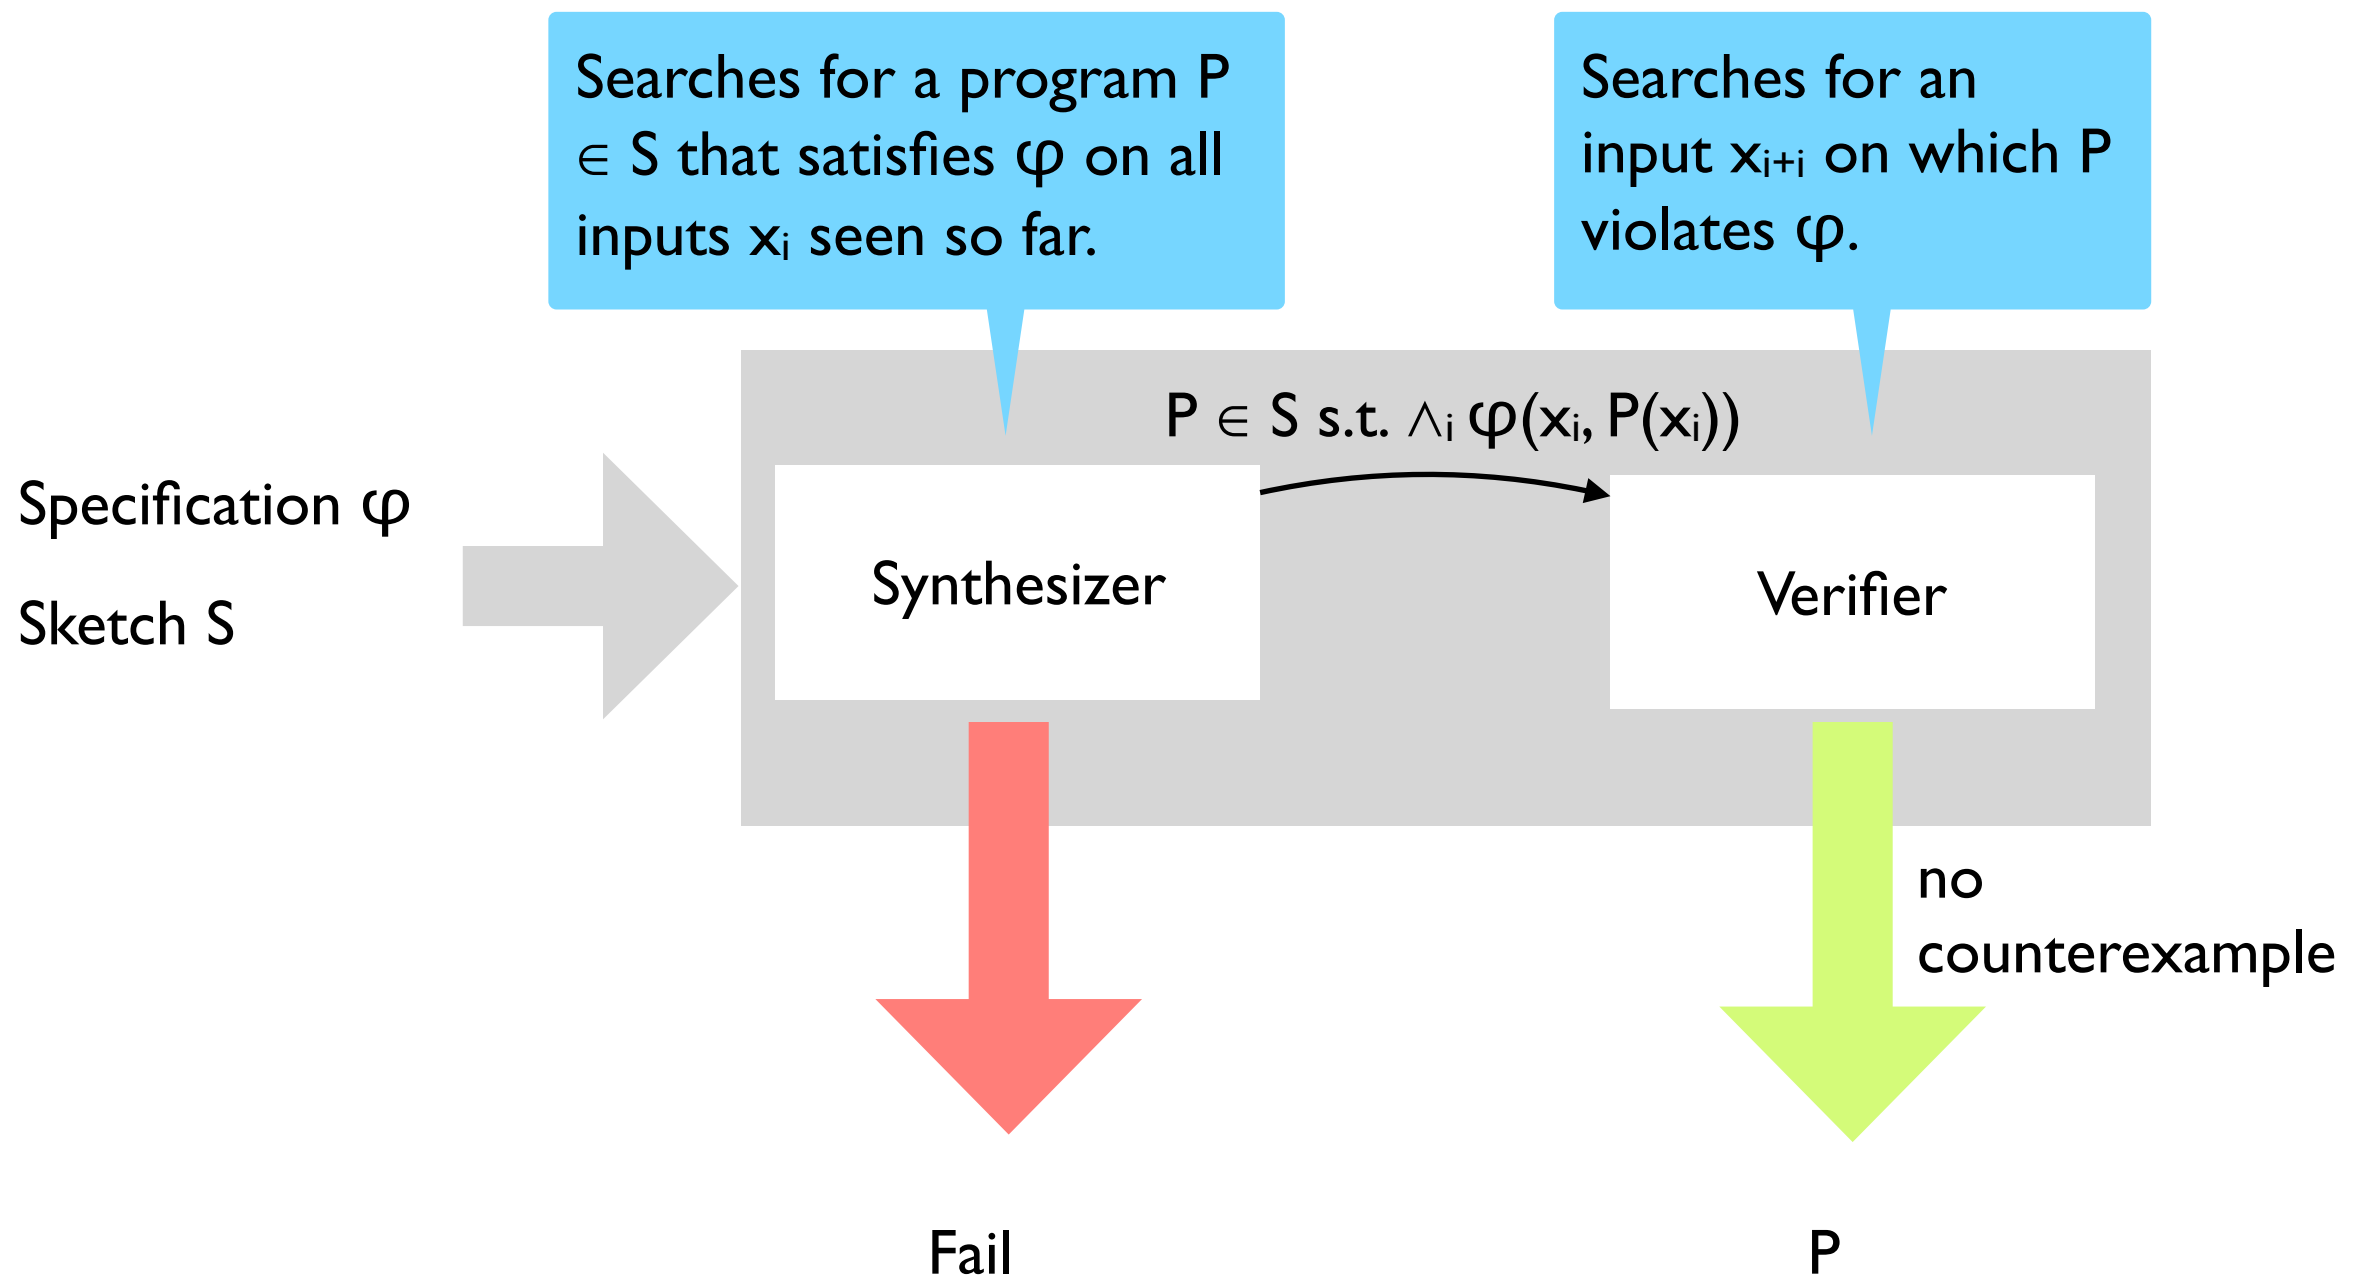 Searches for a program P
∈ S that satisfies φ on all
inputs xᵢ seen so far.
Searches for an
input xᵢ₊ᵢ on which P
violates φ.
P ∈ S s.t. ∧ᵢ φ(xᵢ, P(xᵢ))
Specification φ
Sketch S
Synthesizer
Verifier
no
counterexample
Fail
P